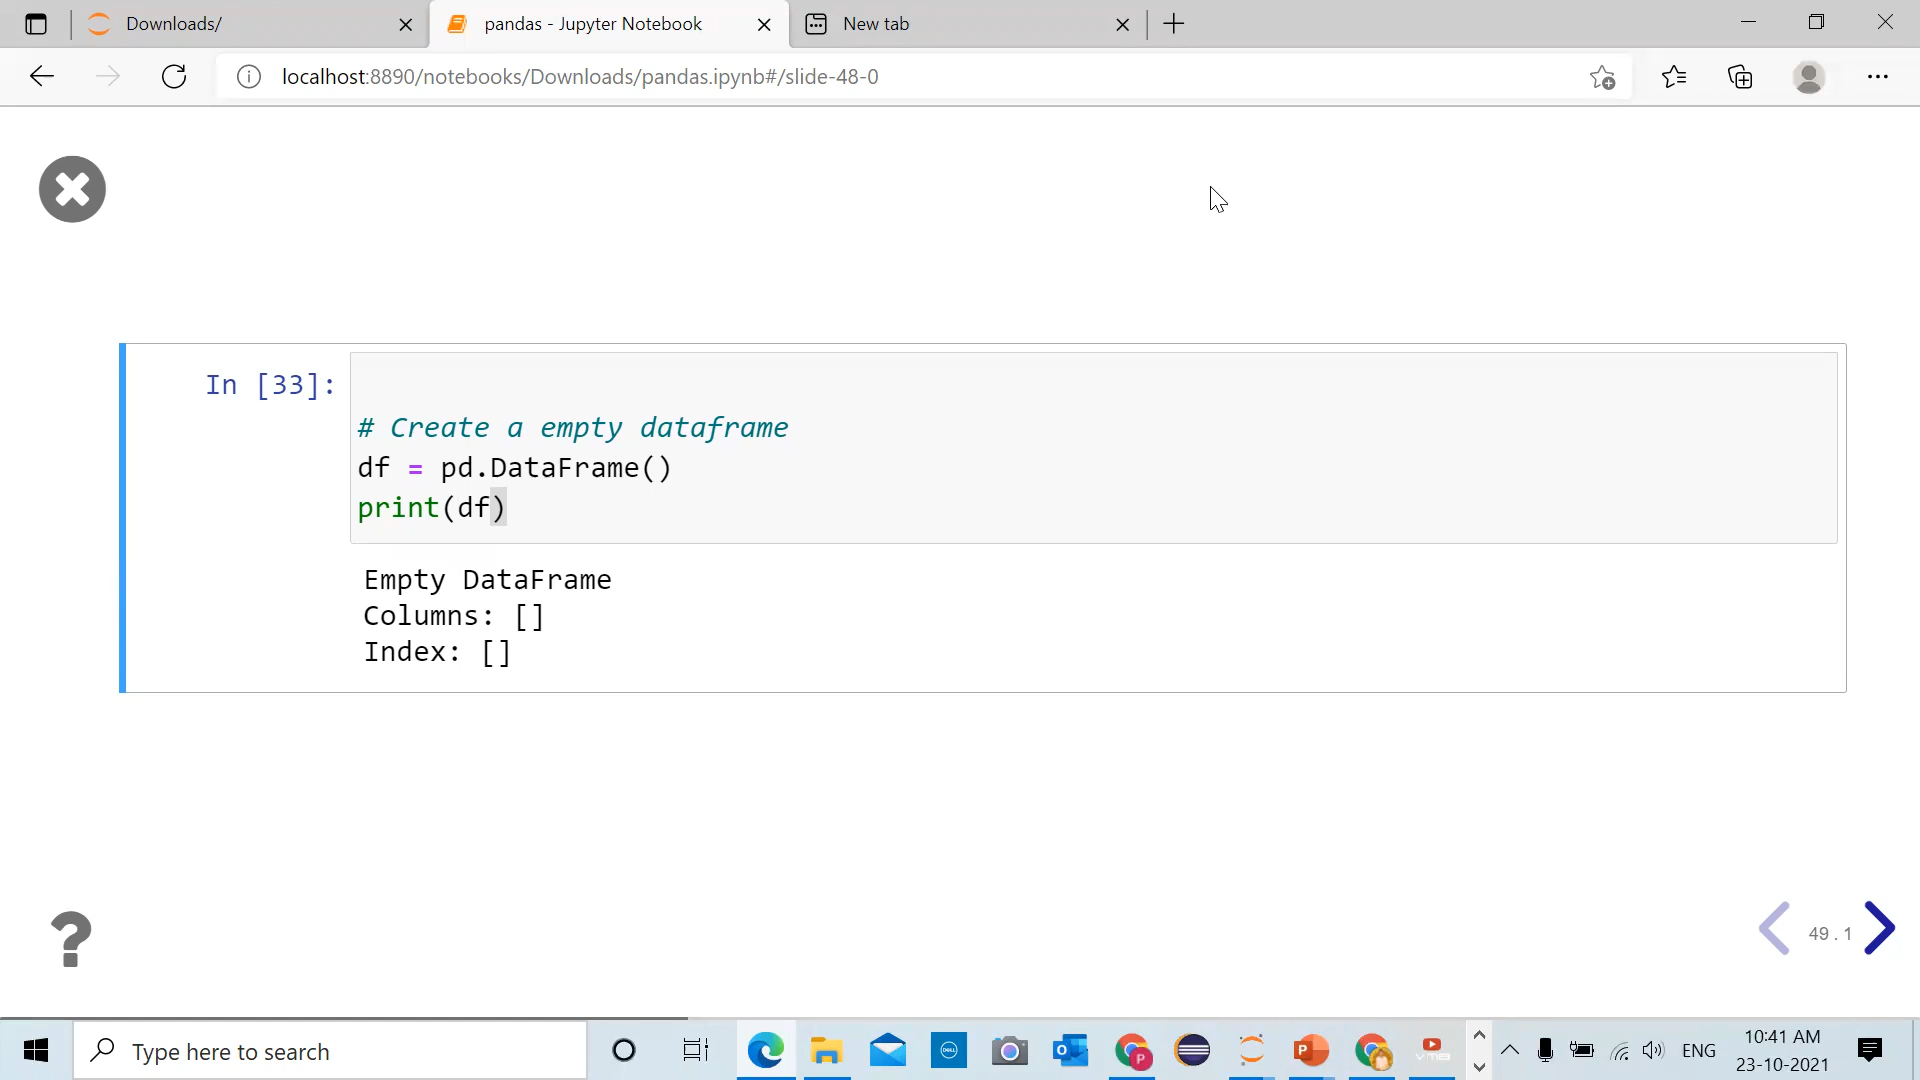 Downloads/
pandas - Jupyter Notebook
New tab
localhost:8890/notebooks/Downloads/pandas.ipynb#/slide-48-0
In [33]:
# Create a empty dataframe
df = pd.DataFrame()
print(df)
Empty DataFrame
Columns: []
Index: []
?
49 . 1
Type here to search
DELL
P
P
ENG
10:41 AM
23-10-2021